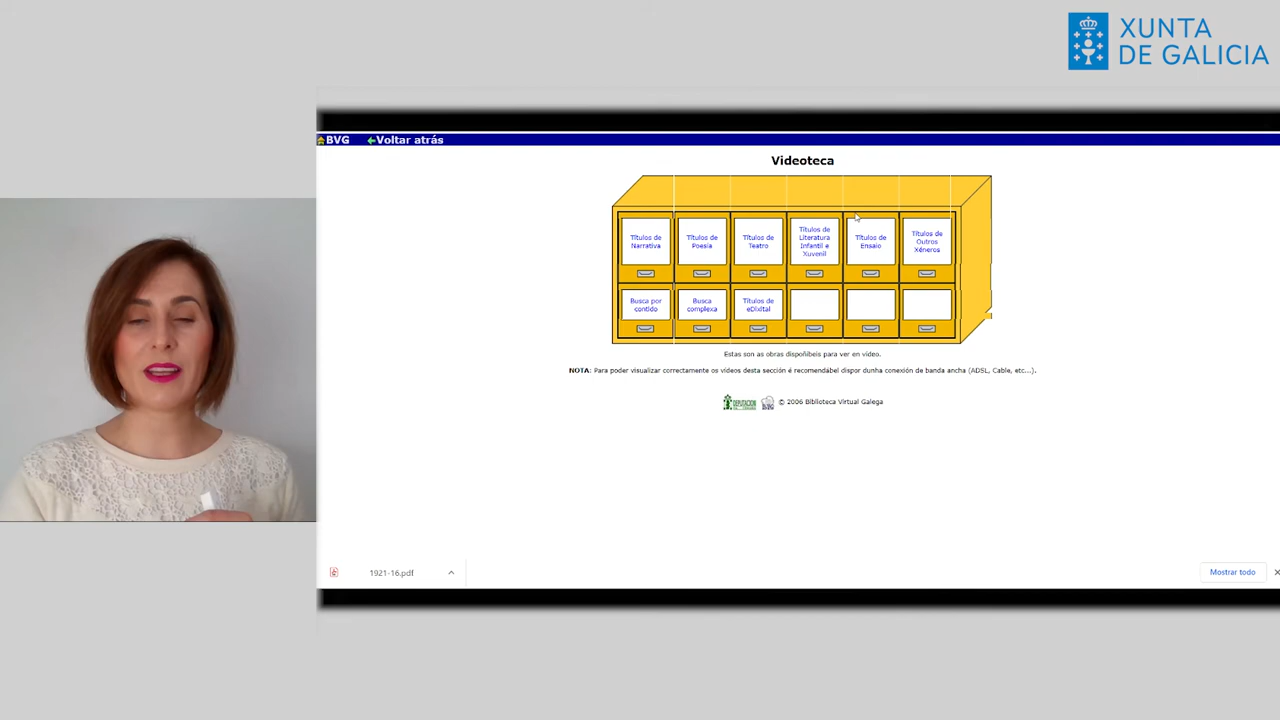 XUNTA
DE GALICIA
BVG
Voltar atrás
Videoteca
Títulos de
Narrativa
Títulos de
Poesía
Títulos de
Teatro
Títulos de
Literatura
Infantil e
Xuvenil
Títulos de
Ensaio
Títulos de
Outros
Xéneros
Busca por
contido
Busca
complexa
Títulos de
eDixital
Estas son as obras dispoñíbeis para ver en vídeo.
NOTA: Para poder visualizar correctamente os vídeos desta sección é recomendábel dispor dunha conexión de banda ancha (ADSL, Cable, etc...).
DEPUTACION
© 2006 Biblioteca Virtual Galega
1921-16.pdf
Mostrar todo